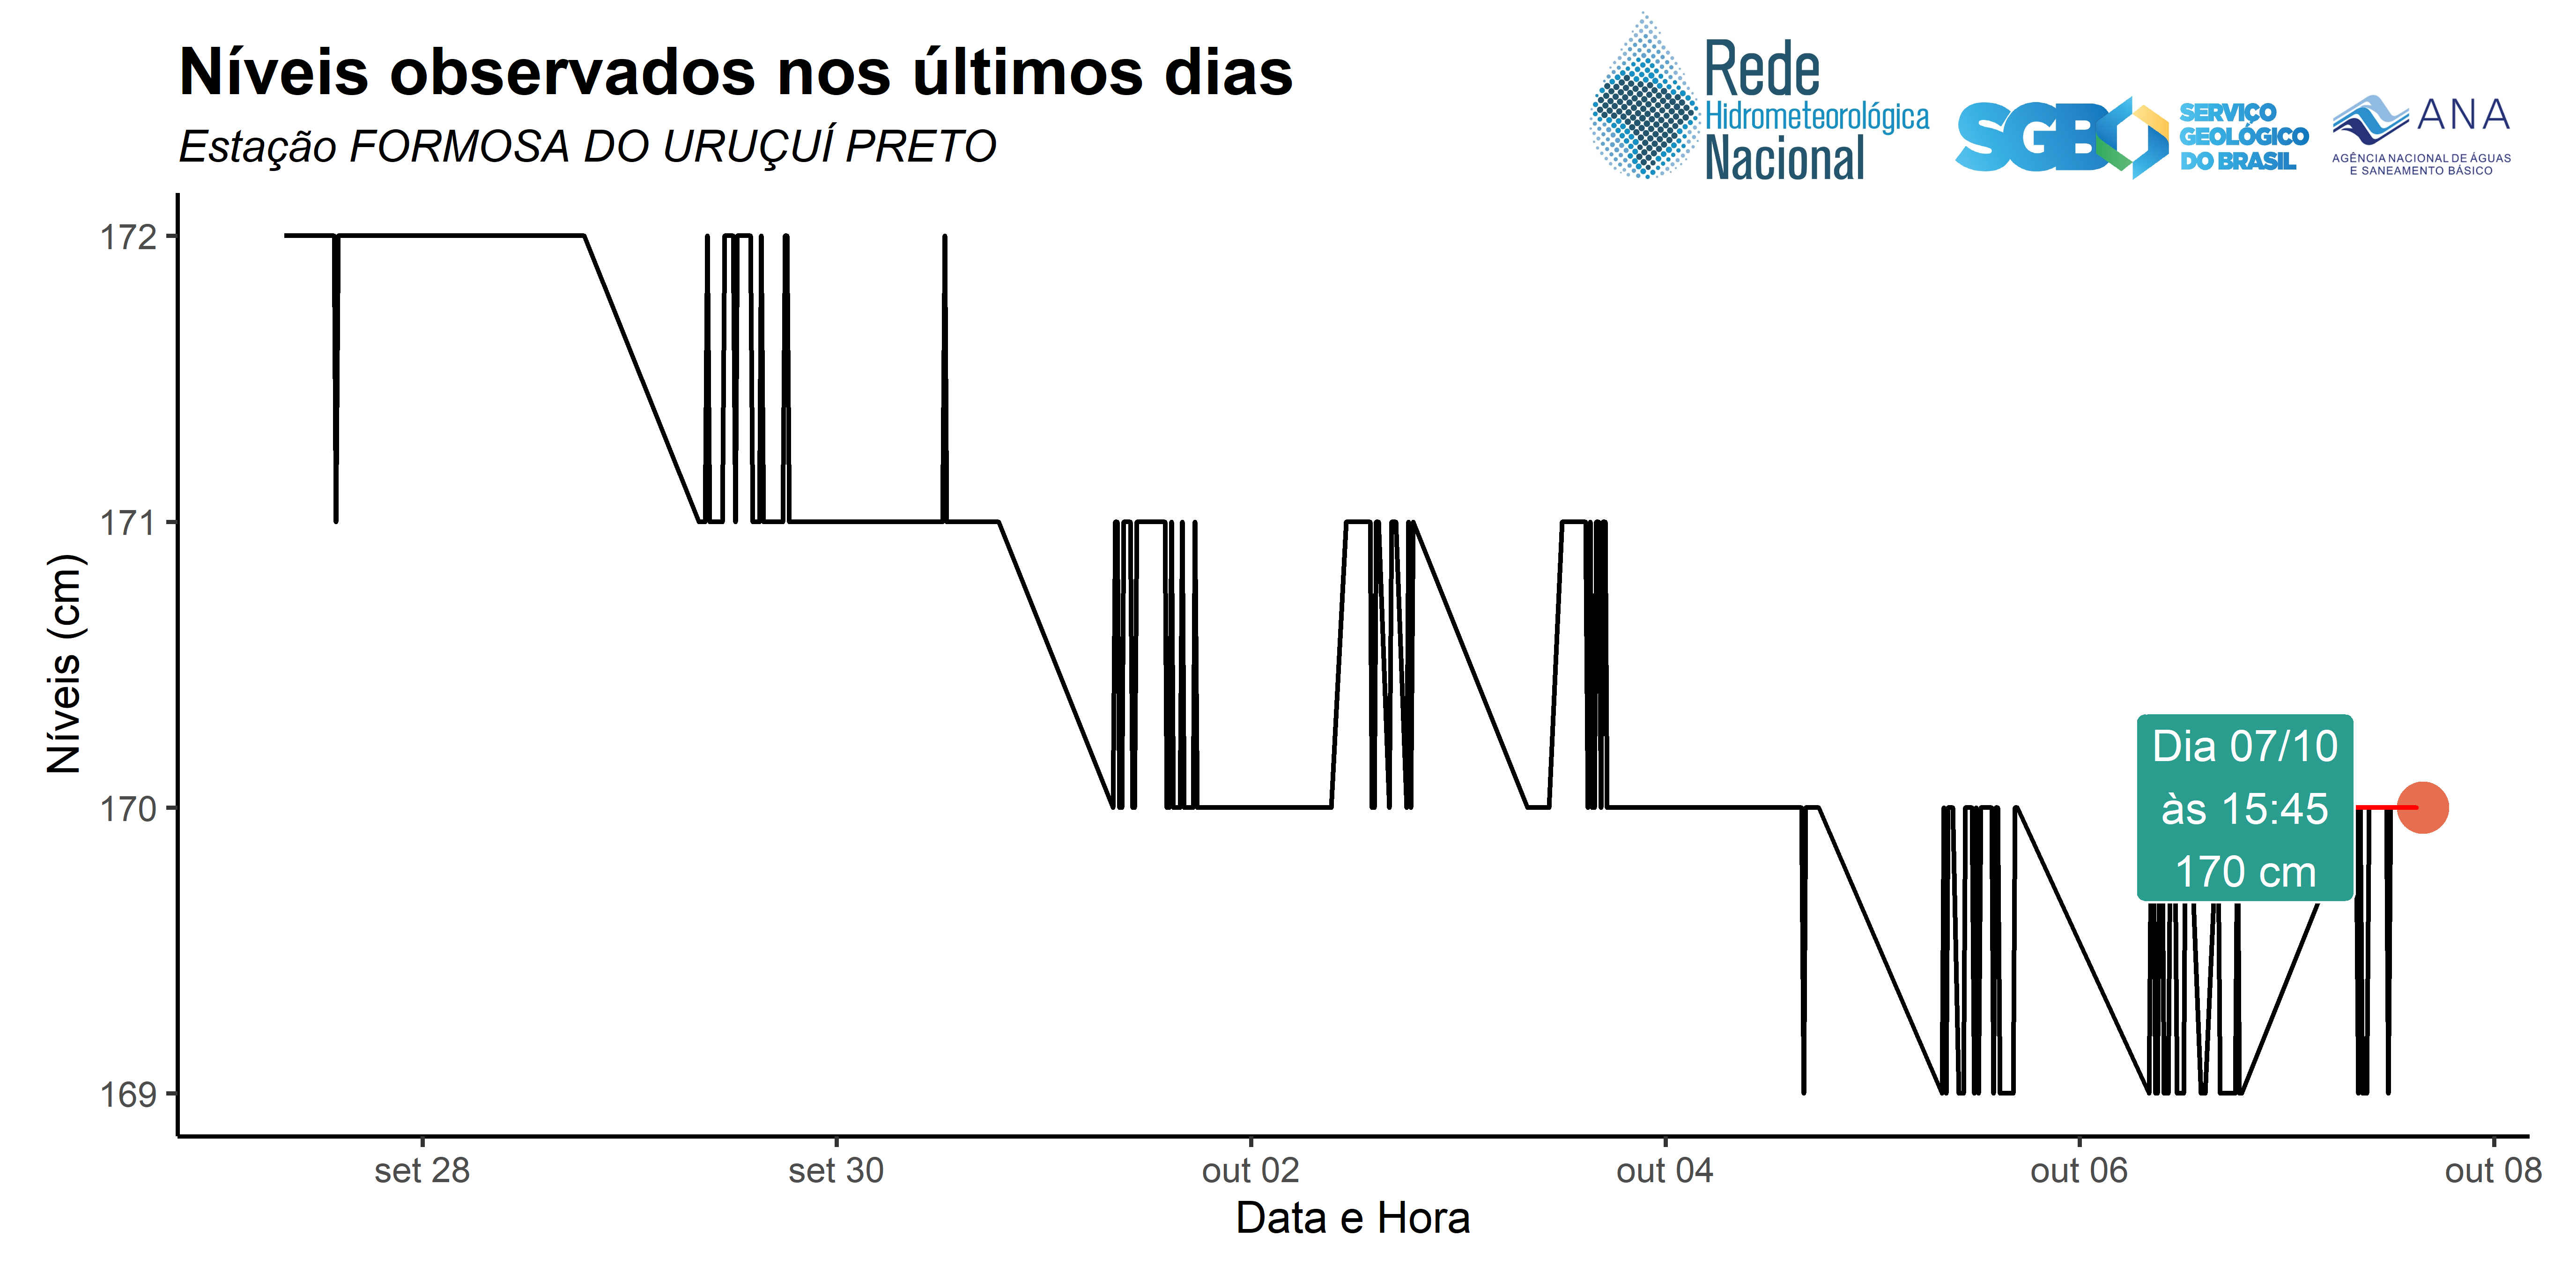 Níveis observados nos últimos dias
Estação FORMOSA DO URUÇUÍ PRETO
Rede
Hidrometeorológica
Nacional
SGB
SERVIÇO
GEOLÓGICO
DO BRASIL
ANA
AGÊNCIA NACIONAL DE ÁGUAS
E SANEAMENTO BÁSICO
Níveis (cm)
172
171
170
169
Dia 07/10
às 15:45
170 cm
set 28
set 30
out 02
out 04
out 06
out 08
Data e Hora